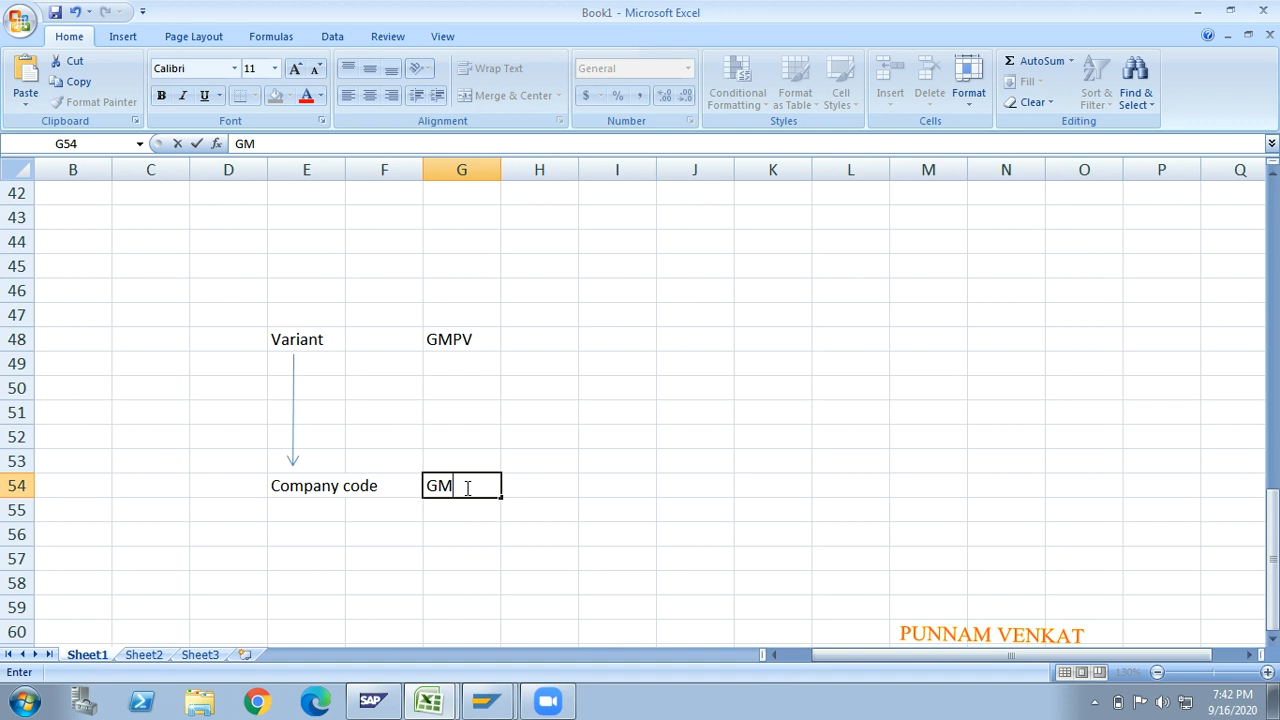 Book1 - Microsoft Excel
Home Insert Page Layout Formulas Data Review View
Paste
Cut
Copy
Format Painter
Clipboard
Calibri 11
B I U
Font
Wrap Text
Merge & Center
Alignment
General
$ % ,
Number
Conditional Formatting
Format as Table
Cell Styles
Styles
Insert Delete Format
Cells
Σ AutoSum
Fill
Clear
Sort & Filter
Find & Select
Editing
G54 fx GM
B C D E F G H I J K L M N O P Q
42
43
44
45
46
47
48 Variant GMPV
49
50
51
52
53
54 Company code GM
55
56
57
58
59
60
PUNNAM VENKAT
Sheet1 Sheet2 Sheet3
Enter 130%
SAP
7:42 PM
9/16/2020